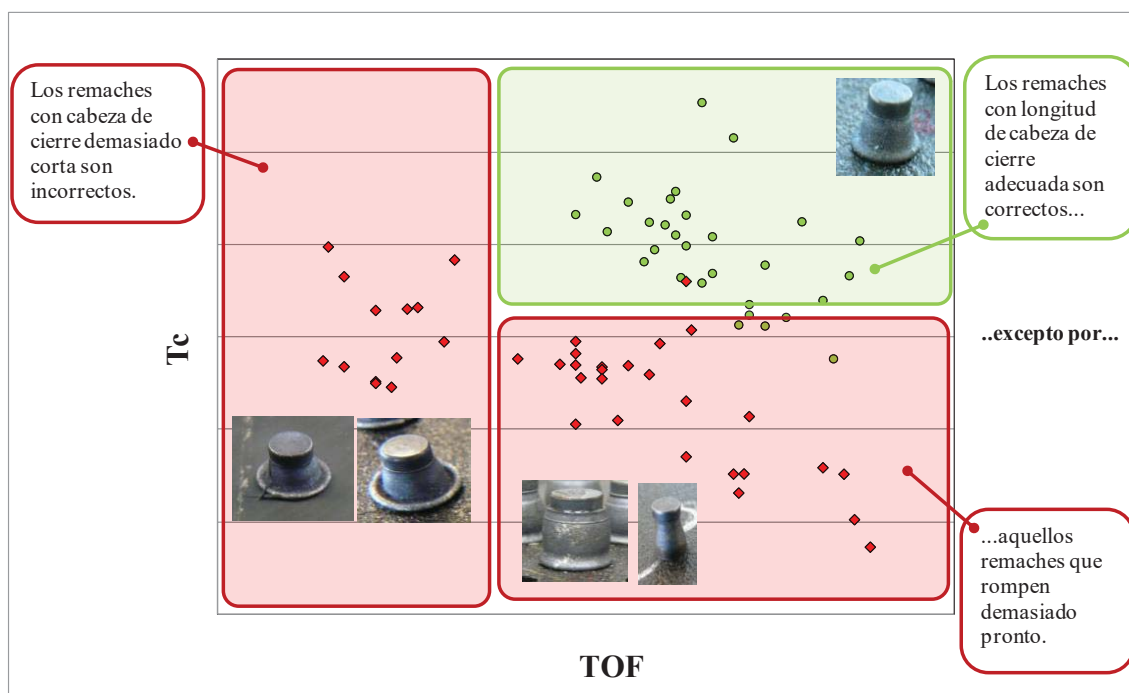 Los remaches
con cabeza de
cierre demasiado
corta son
incorrectos.
Los remaches
con longitud
de cabeza de
cierre
adecuada son
correctos...
Tc
..excepto por...
...aquellos
remaches que
rompen
demasiado
pronto.
TOF